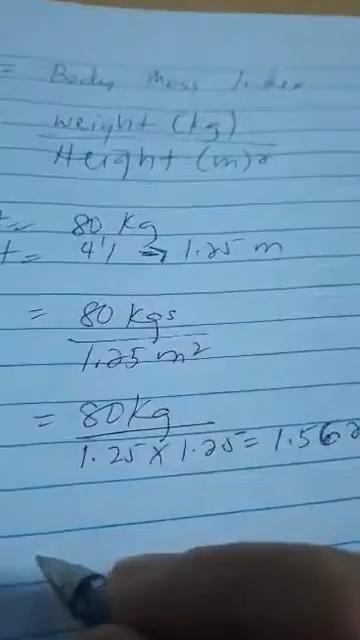 = Body Mass Index
Weight (kg)
Height (m)²
= 80 Kg
t = 4'1 → 1.25 m
= 80 Kgs
1.25 m²
= 80 Kg
1.25 x 1.25 = 1.562